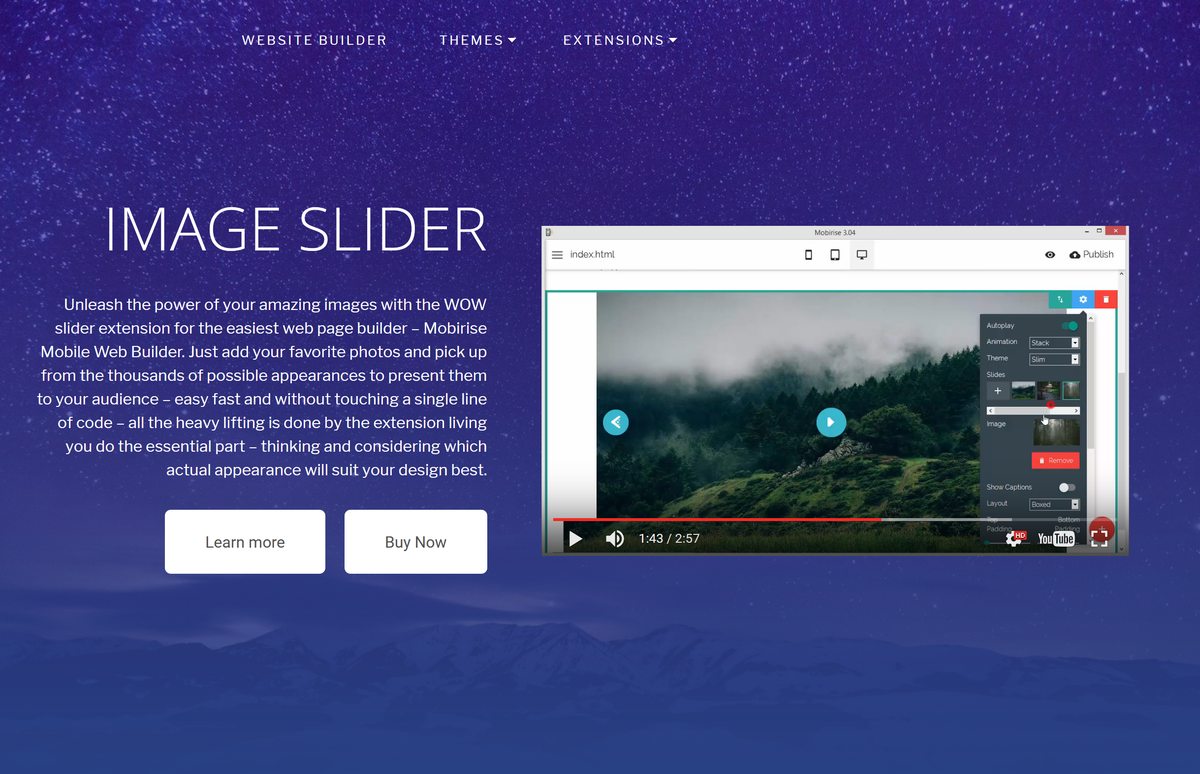 WEBSITE BUILDER THEMES EXTENSIONS
IMAGE SLIDER
Unleash the power of your amazing images with the WOW
slider extension for the easiest web page builder – Mobirise
Mobile Web Builder. Just add your favorite photos and pick up
from the thousands of possible appearances to present them
to your audience – easy fast and without touching a single line
of code – all the heavy lifting is done by the extension living
you do the essential part – thinking and considering which
actual appearance will suit your design best.
Learn more Buy Now
Mobirise 3.04
index.html Publish
Autoplay
Animation Stack
Theme Slim
Slides
Image
Remove
Show Captions
Layout Boxed
Top Bottom
Padding Padding
1:43 / 2:57 HD YouTube